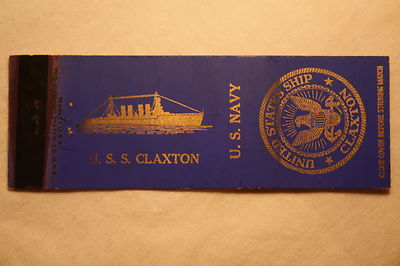 U. S. S. CLAXTON
U. S. NAVY
UNITED STATES SHIP
CLAXTON
CLOSE COVER BEFORE STRIKING MATCH